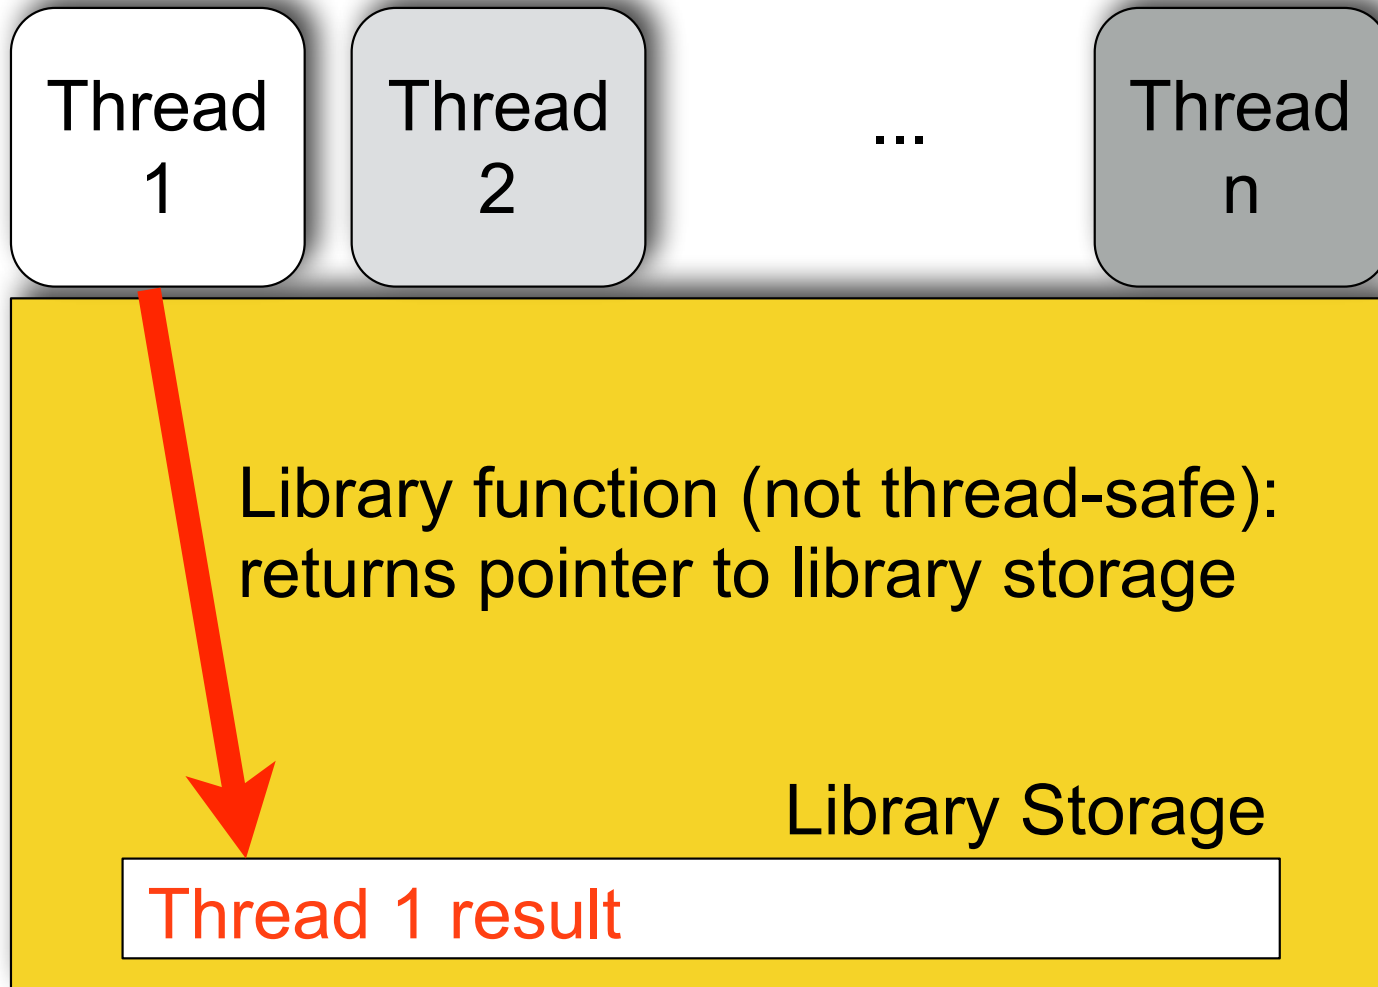 Thread
1
Thread
2
...
Thread
n
Library function (not thread-safe):
returns pointer to library storage
Library Storage
Thread 1 result